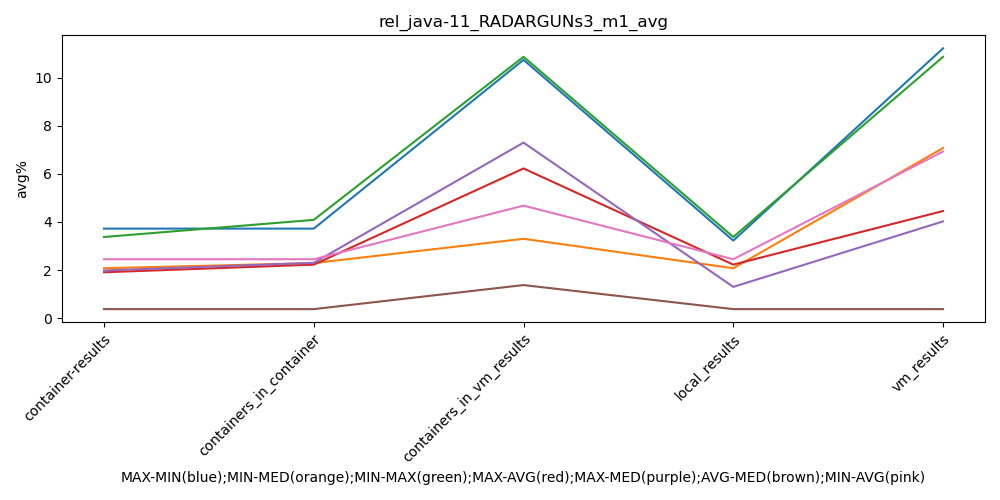 rel_java-11_RADARGUNs3_m1_avg
avg%
10
8
6
4
2
0
container-results
containers_in_container
containers_in_vm_results
local_results
vm_results
MAX-MIN(blue);MIN-MED(orange);MIN-MAX(green);MAX-AVG(red);MAX-MED(purple);AVG-MED(brown);MIN-AVG(pink)